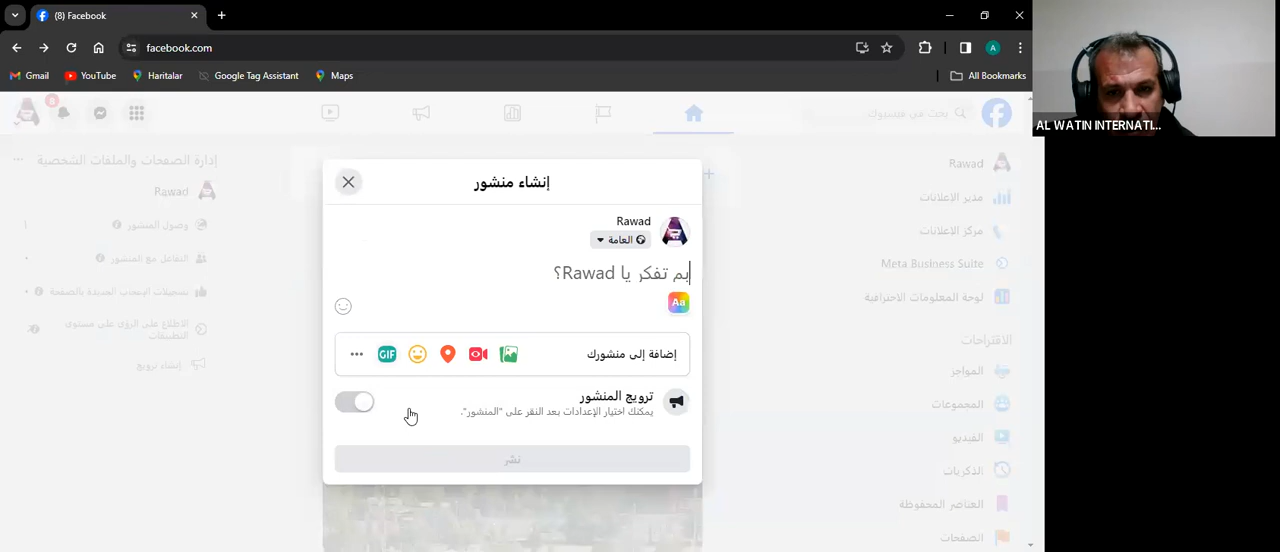 (8) Facebook
facebook.com
Gmail
YouTube
Haritalar
Google Tag Assistant
Maps
All Bookmarks
A
AL WATIN INTERNATI...
8
بحث في فيسبوك
إدارة الصفحات والملفات الشخصية
Rawad
وصول المنشور
1
التفاعل مع المنشور
تسجيلات الإعجاب الجديدة بالصفحة
الاطلاع على الرؤى على مستوى
التطبيقات
إنشاء ترويج
إنشاء منشور
Rawad
العامة
بم تفكر يا Rawad؟
Aa
إضافة إلى منشورك
GIF
ترويج المنشور
يمكنك اختيار الإعدادات بعد النقر على "المنشور".
نشر
Rawad
مدير الإعلانات
مركز الإعلانات
Meta Business Suite
لوحة المعلومات الاحترافية
الاقتراحات
المواجز
المجموعات
الفيديو
الذكريات
العناصر المحفوظة
الصفحات